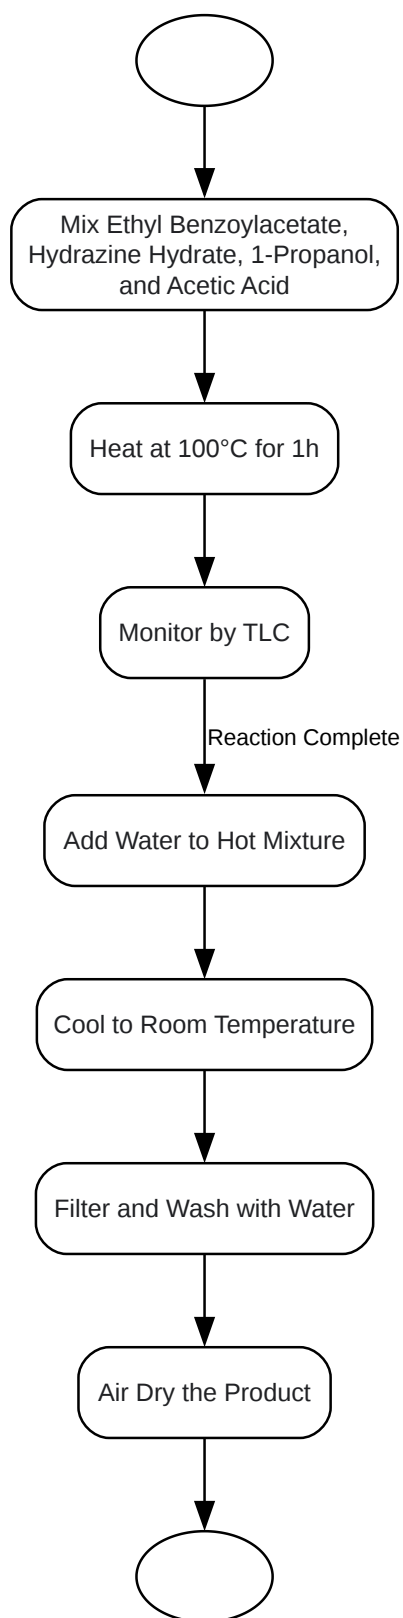 Mix Ethyl Benzoylacetate,
Hydrazine Hydrate, 1-Propanol,
and Acetic Acid
Heat at 100°C for 1h
Monitor by TLC
Reaction Complete
Add Water to Hot Mixture
Cool to Room Temperature
Filter and Wash with Water
Air Dry the Product